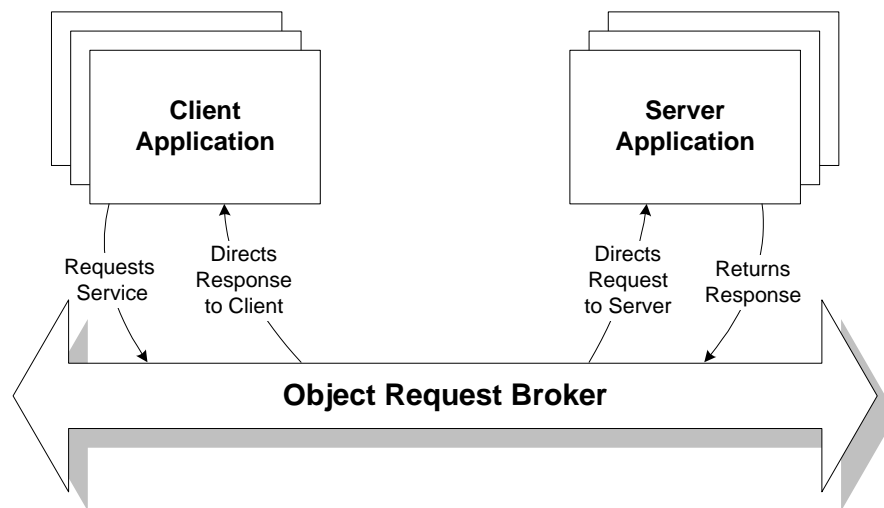 Client
Application
Server
Application
Requests
Service
Directs
Response
to Client
Directs
Request
to Server
Returns
Response
Object Request Broker